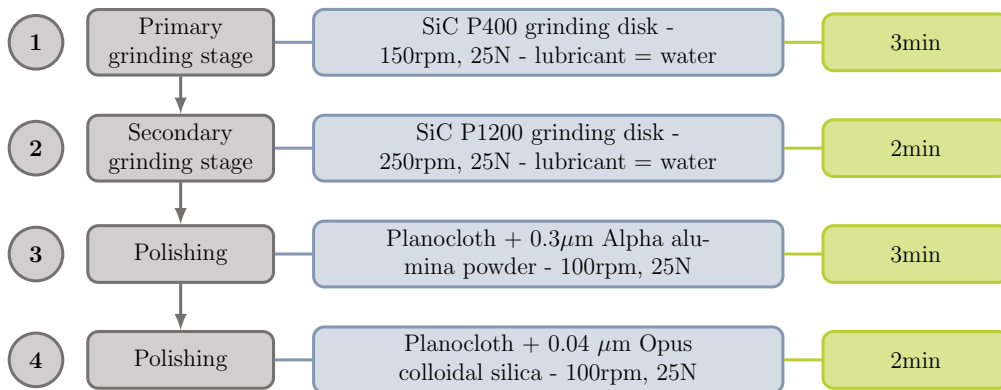 1
Primary
grinding stage
SiC P400 grinding disk -
150rpm, 25N - lubricant = water
3min
2
Secondary
grinding stage
SiC P1200 grinding disk -
250rpm, 25N - lubricant = water
2min
3
Polishing
Planocloth + 0.3μm Alpha alu-
mina powder - 100rpm, 25N
3min
4
Polishing
Planocloth + 0.04 μm Opus
colloidal silica - 100rpm, 25N
2min